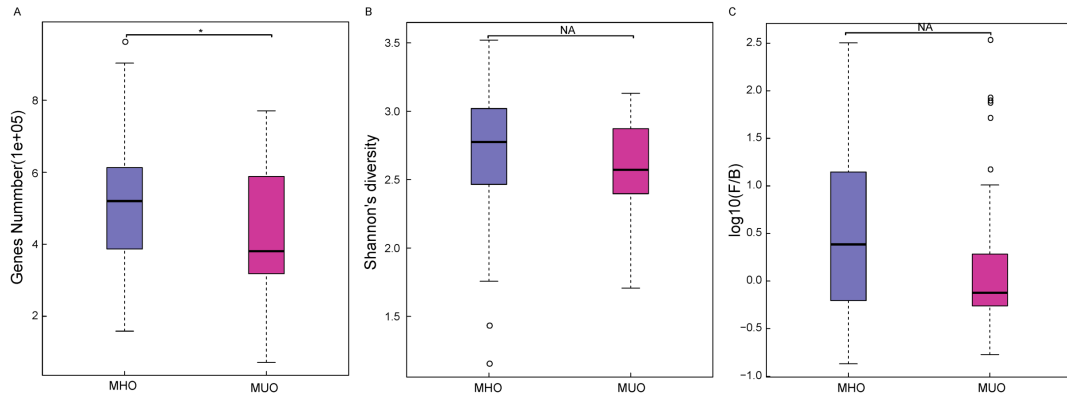 A
Genes Nummber(1e+05)
8
6
4
2
*
MHO
MUO
B
Shannon's diversity
3.5
3.0
2.5
2.0
1.5
NA
MHO
MUO
C
log10(F/B)
2.5
2.0
1.5
1.0
0.5
0.0
−0.5
−1.0
NA
MHO
MUO